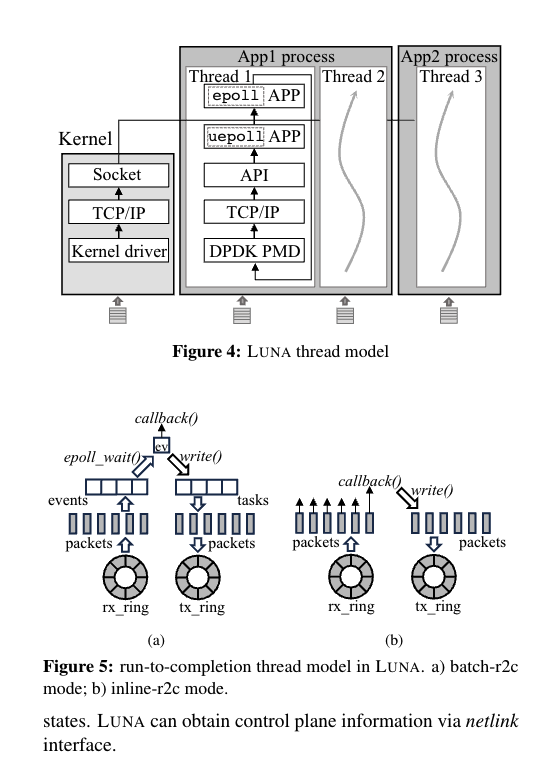 App1 process
App2 process
Thread 1
Thread 2
Thread 3
epoll APP
Kernel
uepoll APP
Socket
API
TCP/IP
TCP/IP
Kernel driver
DPDK PMD
Figure 4: LUNA thread model
callback()
ev
epoll_wait()
write()
events
tasks
packets
packets
rx_ring
tx_ring
(a)
callback()
write()
packets
packets
rx_ring
tx_ring
(b)
Figure 5: run-to-completion thread model in LUNA. a) batch-r2c
mode; b) inline-r2c mode.
states. LUNA can obtain control plane information via netlink
interface.